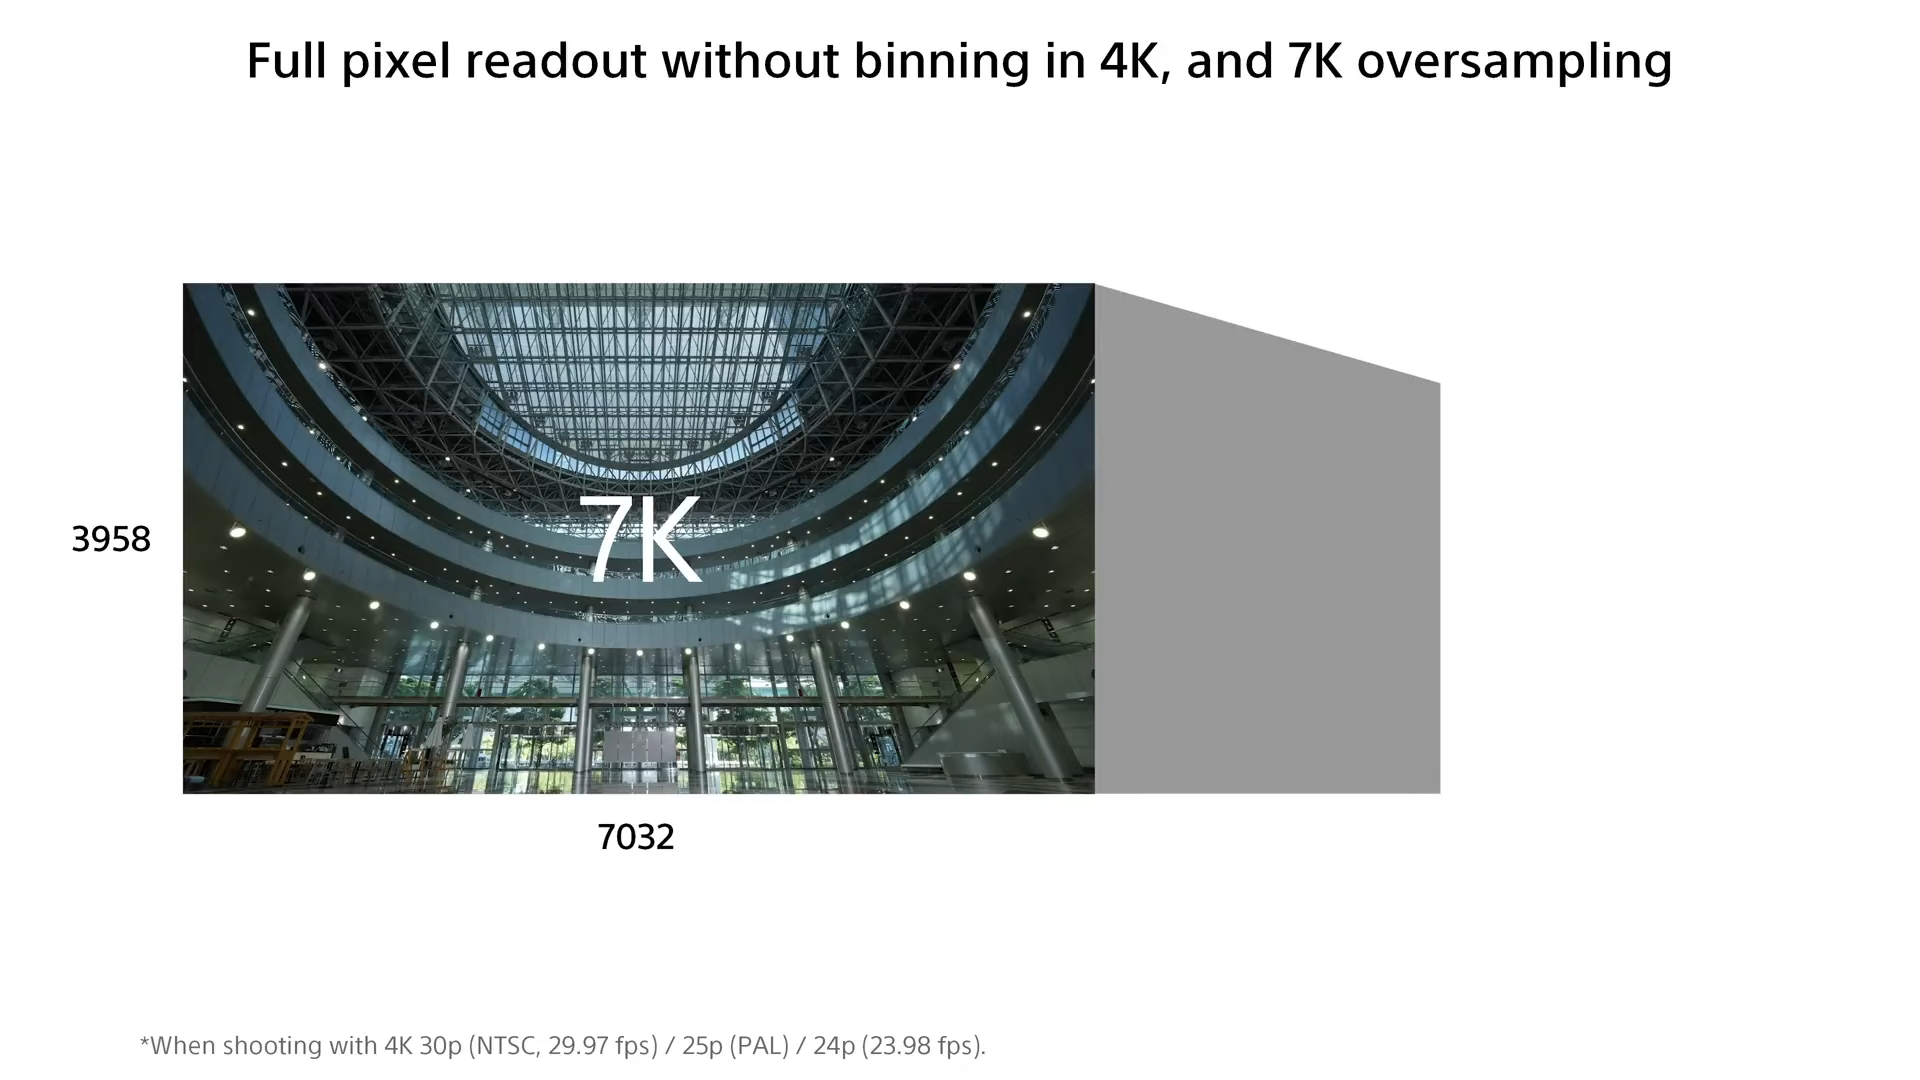 Full pixel readout without binning in 4K, and 7K oversampling
7K
3958
7032
*When shooting with 4K 30p (NTSC, 29.97 fps) / 25p (PAL) / 24p (23.98 fps).